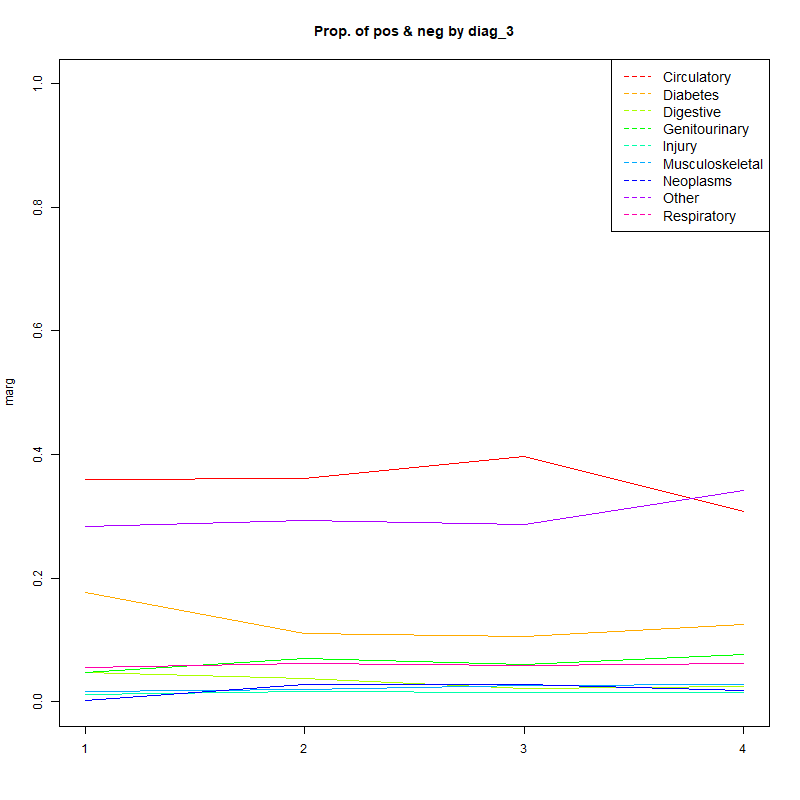 Prop. of pos & neg by diag_3
Circulatory
Diabetes
Digestive
Genitourinary
Injury
Musculoskeletal
Neoplasms
Other
Respiratory
marg
1.0
0.8
0.6
0.4
0.2
0.0
1 2 3 4